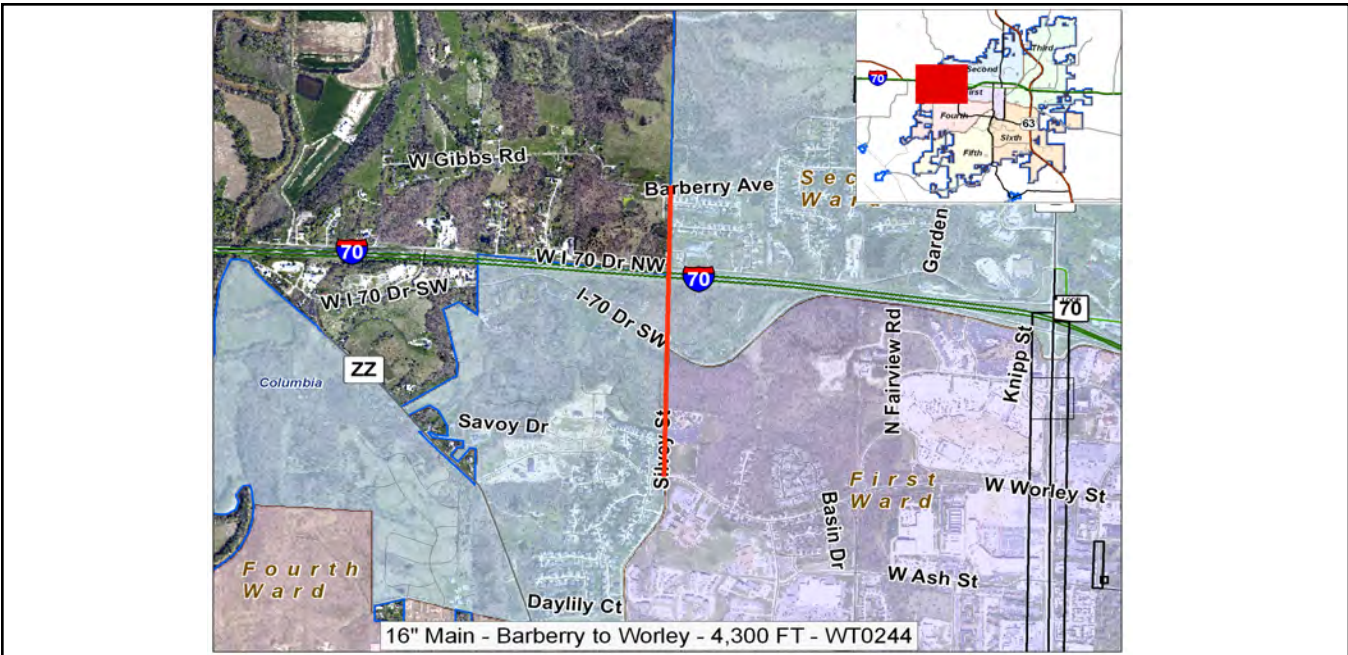 Third
Second
70
irst
Fourth
63
Sixth
Fifth
W Gibbs Rd
Barberry Ave
Sec
Ward
Garden
70
W I 70 Dr NW
70
W I-70 Dr SW
I-70 Dr SW
70
ZZ
Columbia
Knipp St
N Fairview Rd
Savoy Dr
Silvey St
First
Ward
W Worley St
Basin Dr
Fourth
Ward
W Ash St
Daylily Ct
16" Main - Barberry to Worley - 4,300 FT - WT0244